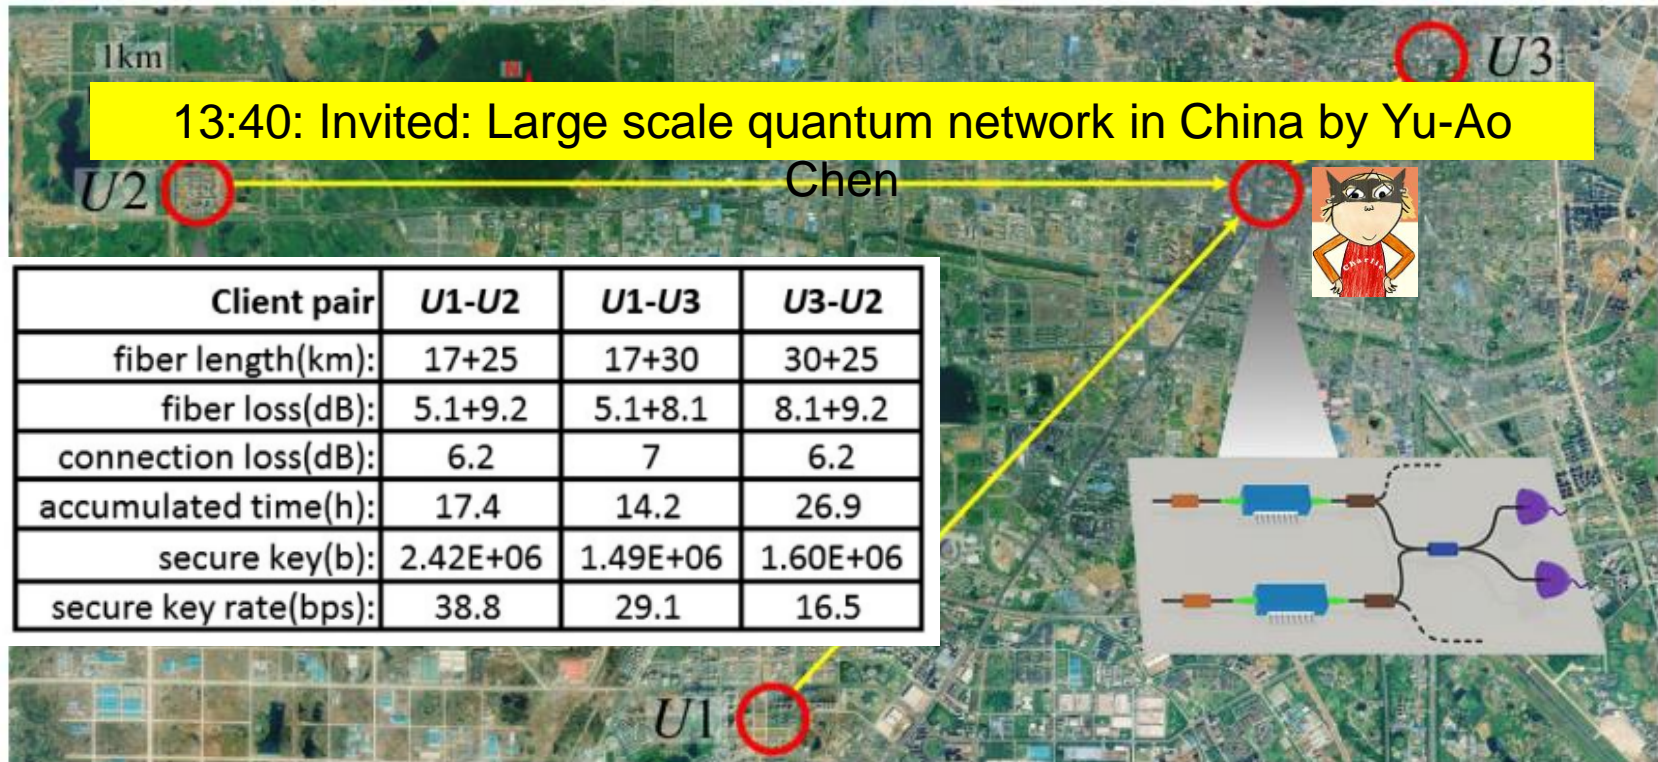 1km
N
U3
13:40: Invited: Large scale quantum network in China by Yu-Ao
Chen
U2
Charlie
Client pair U1-U2 U1-U3 U3-U2
fiber length(km): 17+25 17+30 30+25
fiber loss(dB): 5.1+9.2 5.1+8.1 8.1+9.2
connection loss(dB): 6.2 7 6.2
accumulated time(h): 17.4 14.2 26.9
secure key(b): 2.42E+06 1.49E+06 1.60E+06
secure key rate(bps): 38.8 29.1 16.5
U1